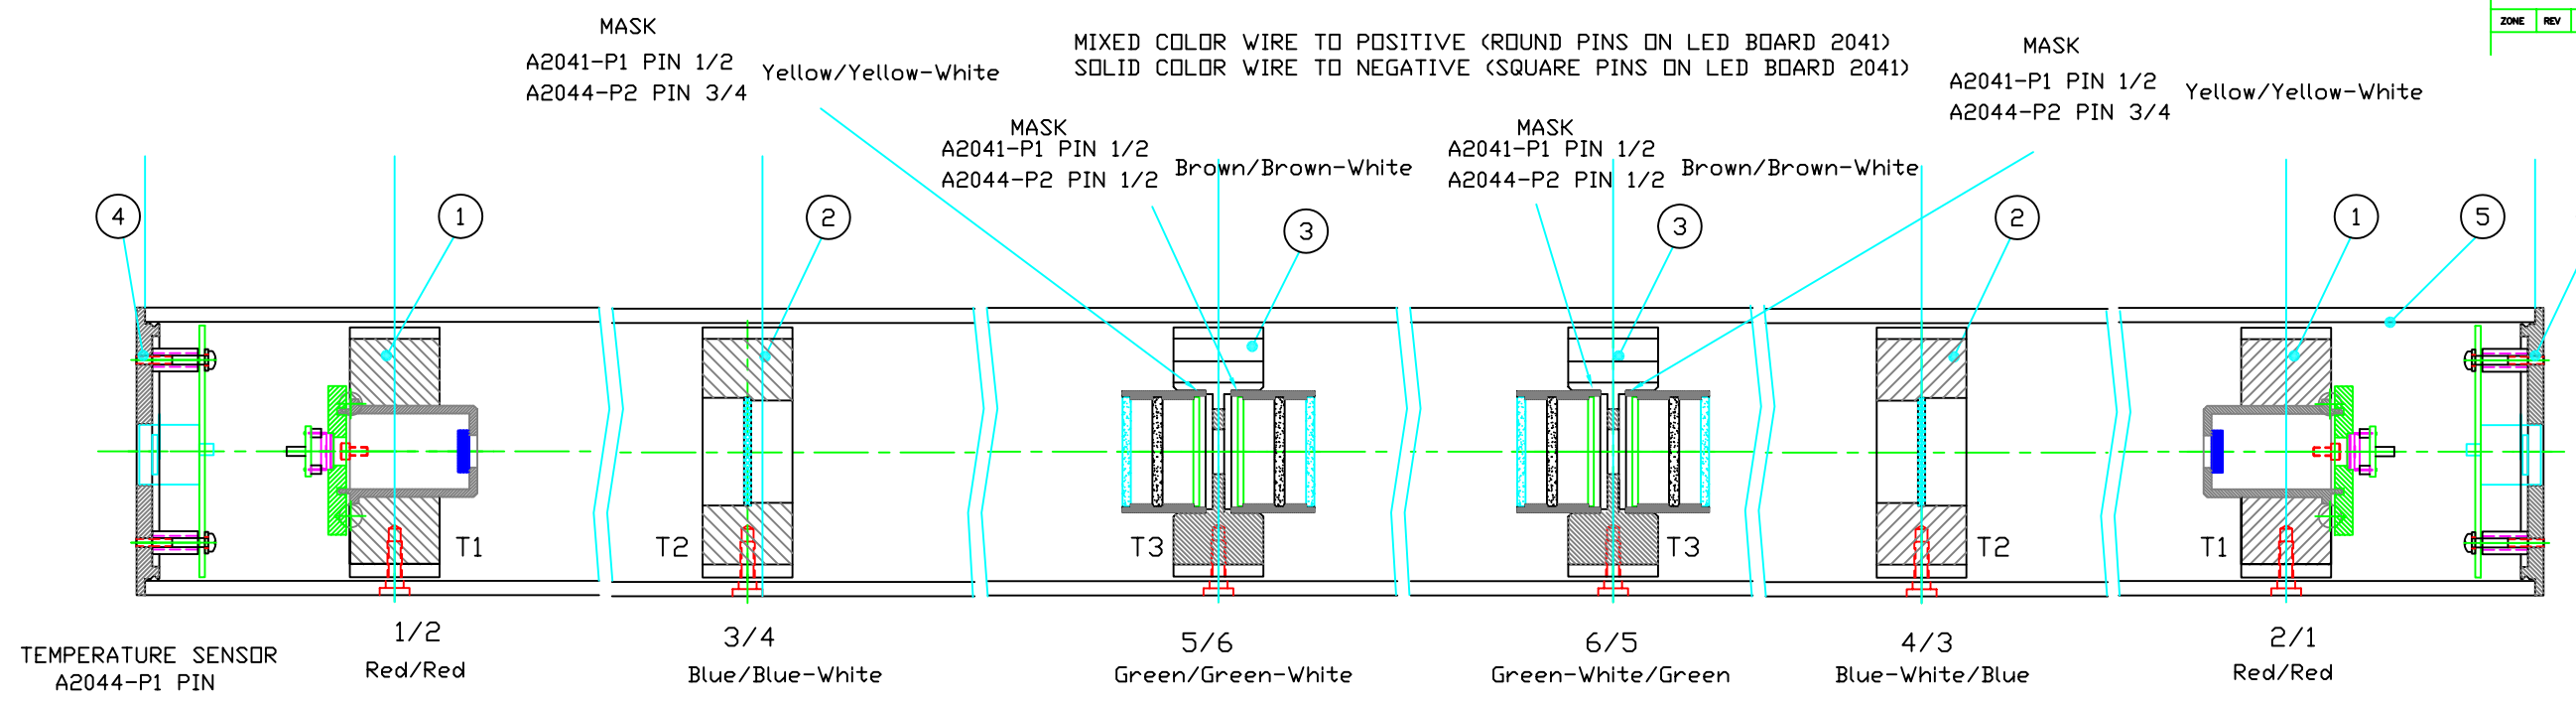 ZONE REV
MASK
A2041-P1 PIN 1/2
A2044-P2 PIN 3/4
Yellow/Yellow-White
MIXED COLOR WIRE TO POSITIVE (ROUND PINS ON LED BOARD 2041)
SOLID COLOR WIRE TO NEGATIVE (SQUARE PINS ON LED BOARD 2041)
MASK
A2041-P1 PIN 1/2
A2044-P2 PIN 3/4
Yellow/Yellow-White
MASK
A2041-P1 PIN 1/2
A2044-P2 PIN 1/2
Brown/Brown-White
MASK
A2041-P1 PIN 1/2
A2044-P2 PIN 1/2
Brown/Brown-White
4
1
2
3
3
2
1
5
T1
T2
T3
T3
T2
T1
1/2
3/4
5/6
6/5
4/3
2/1
TEMPERATURE SENSOR
A2044-P1 PIN
Red/Red
Blue/Blue-White
Green/Green-White
Green-White/Green
Blue-White/Blue
Red/Red